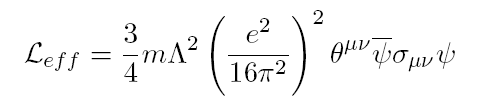 $$\mathcal{L}_{eff} = \frac{3}{4} m \Lambda^2 \left( \frac{e^2}{16\pi^2} \right)^2 \theta^{\mu\nu} \overline{\psi} \sigma_{\mu\nu} \psi$$